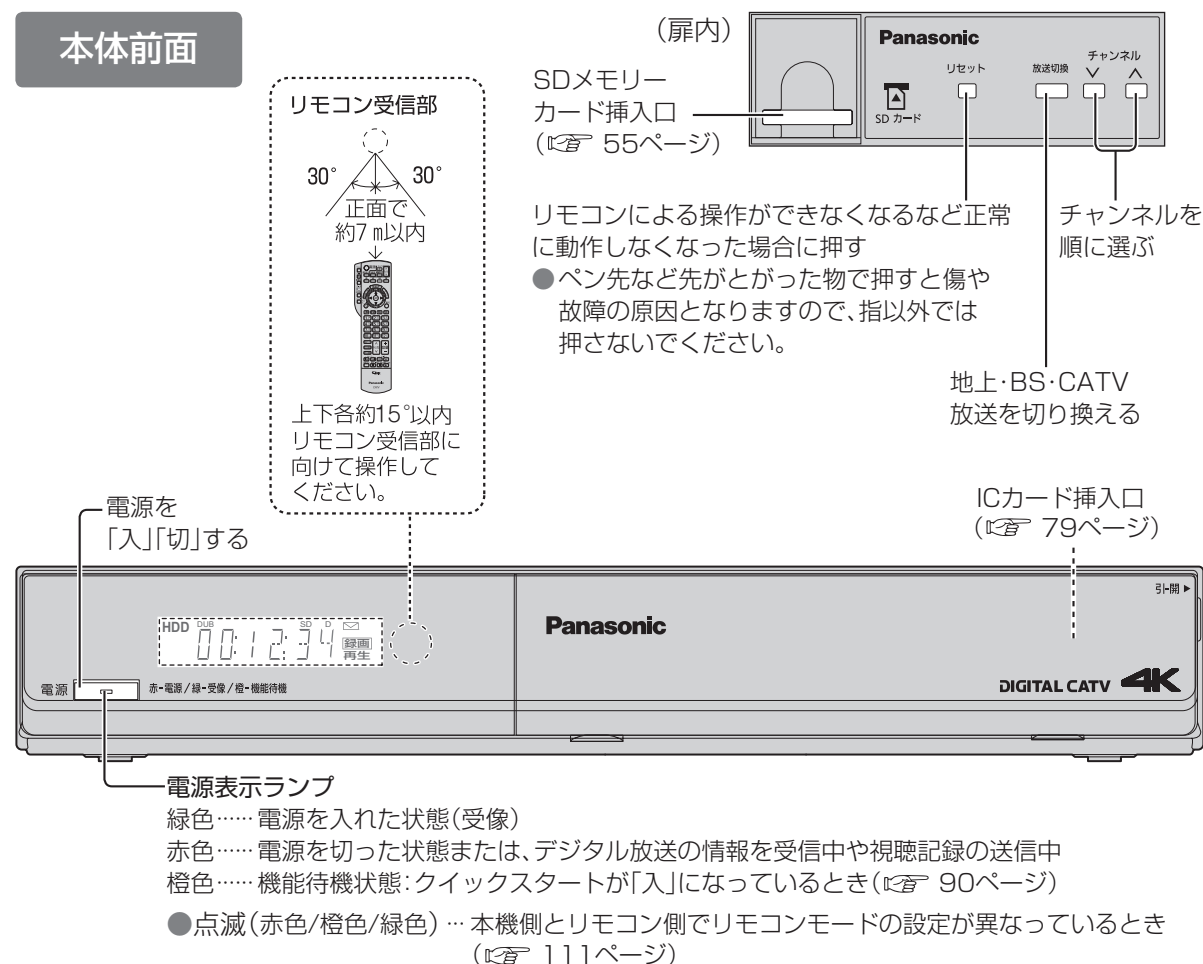 本体前面
リモコン受信部
30°
30°
正面で
約7 m以内
Panasonic
上下各約15°以内
リモコン受信部に
向けて操作して
ください。
(扉内)
SDメモリー
カード挿入口
(☞ 55ページ)
Panasonic
リセット
放送切換
チャンネル
SD カード
リモコンによる操作ができなくなるなど正常
に動作しなくなった場合に押す
●ペン先など先がとがった物で押すと傷や
故障の原因となりますので、指以外では
押さないでください。
チャンネルを
順に選ぶ
地上・BS・CATV
放送を切り換える
電源を
「入」「切」する
ICカード挿入口
(☞ 79ページ)
引-開▶
HDD DUB SD D
00:12:34 録画
再生
Panasonic
電源
赤-電源/緑-受像/橙-機能待機
DIGITAL CATV 4K
電源表示ランプ
緑色…… 電源を入れた状態(受像)
赤色…… 電源を切った状態または、デジタル放送の情報を受信中や視聴記録の送信中
橙色…… 機能待機状態:クイックスタートが「入」になっているとき(☞ 90ページ)
●点滅(赤色/橙色/緑色) … 本機側とリモコン側でリモコンモードの設定が異なっているとき
(☞ 111ページ)